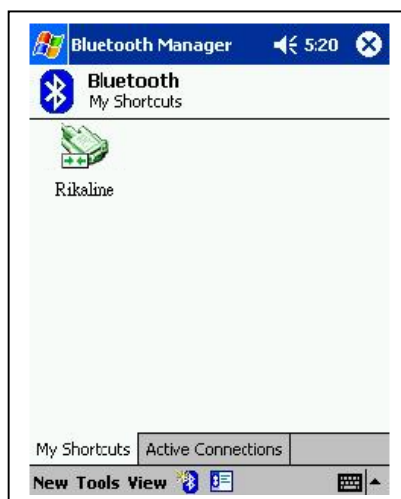 Bluetooth Manager 5:20
Bluetooth
My Shortcuts
Rikaline
My Shortcuts Active Connections
New Tools View